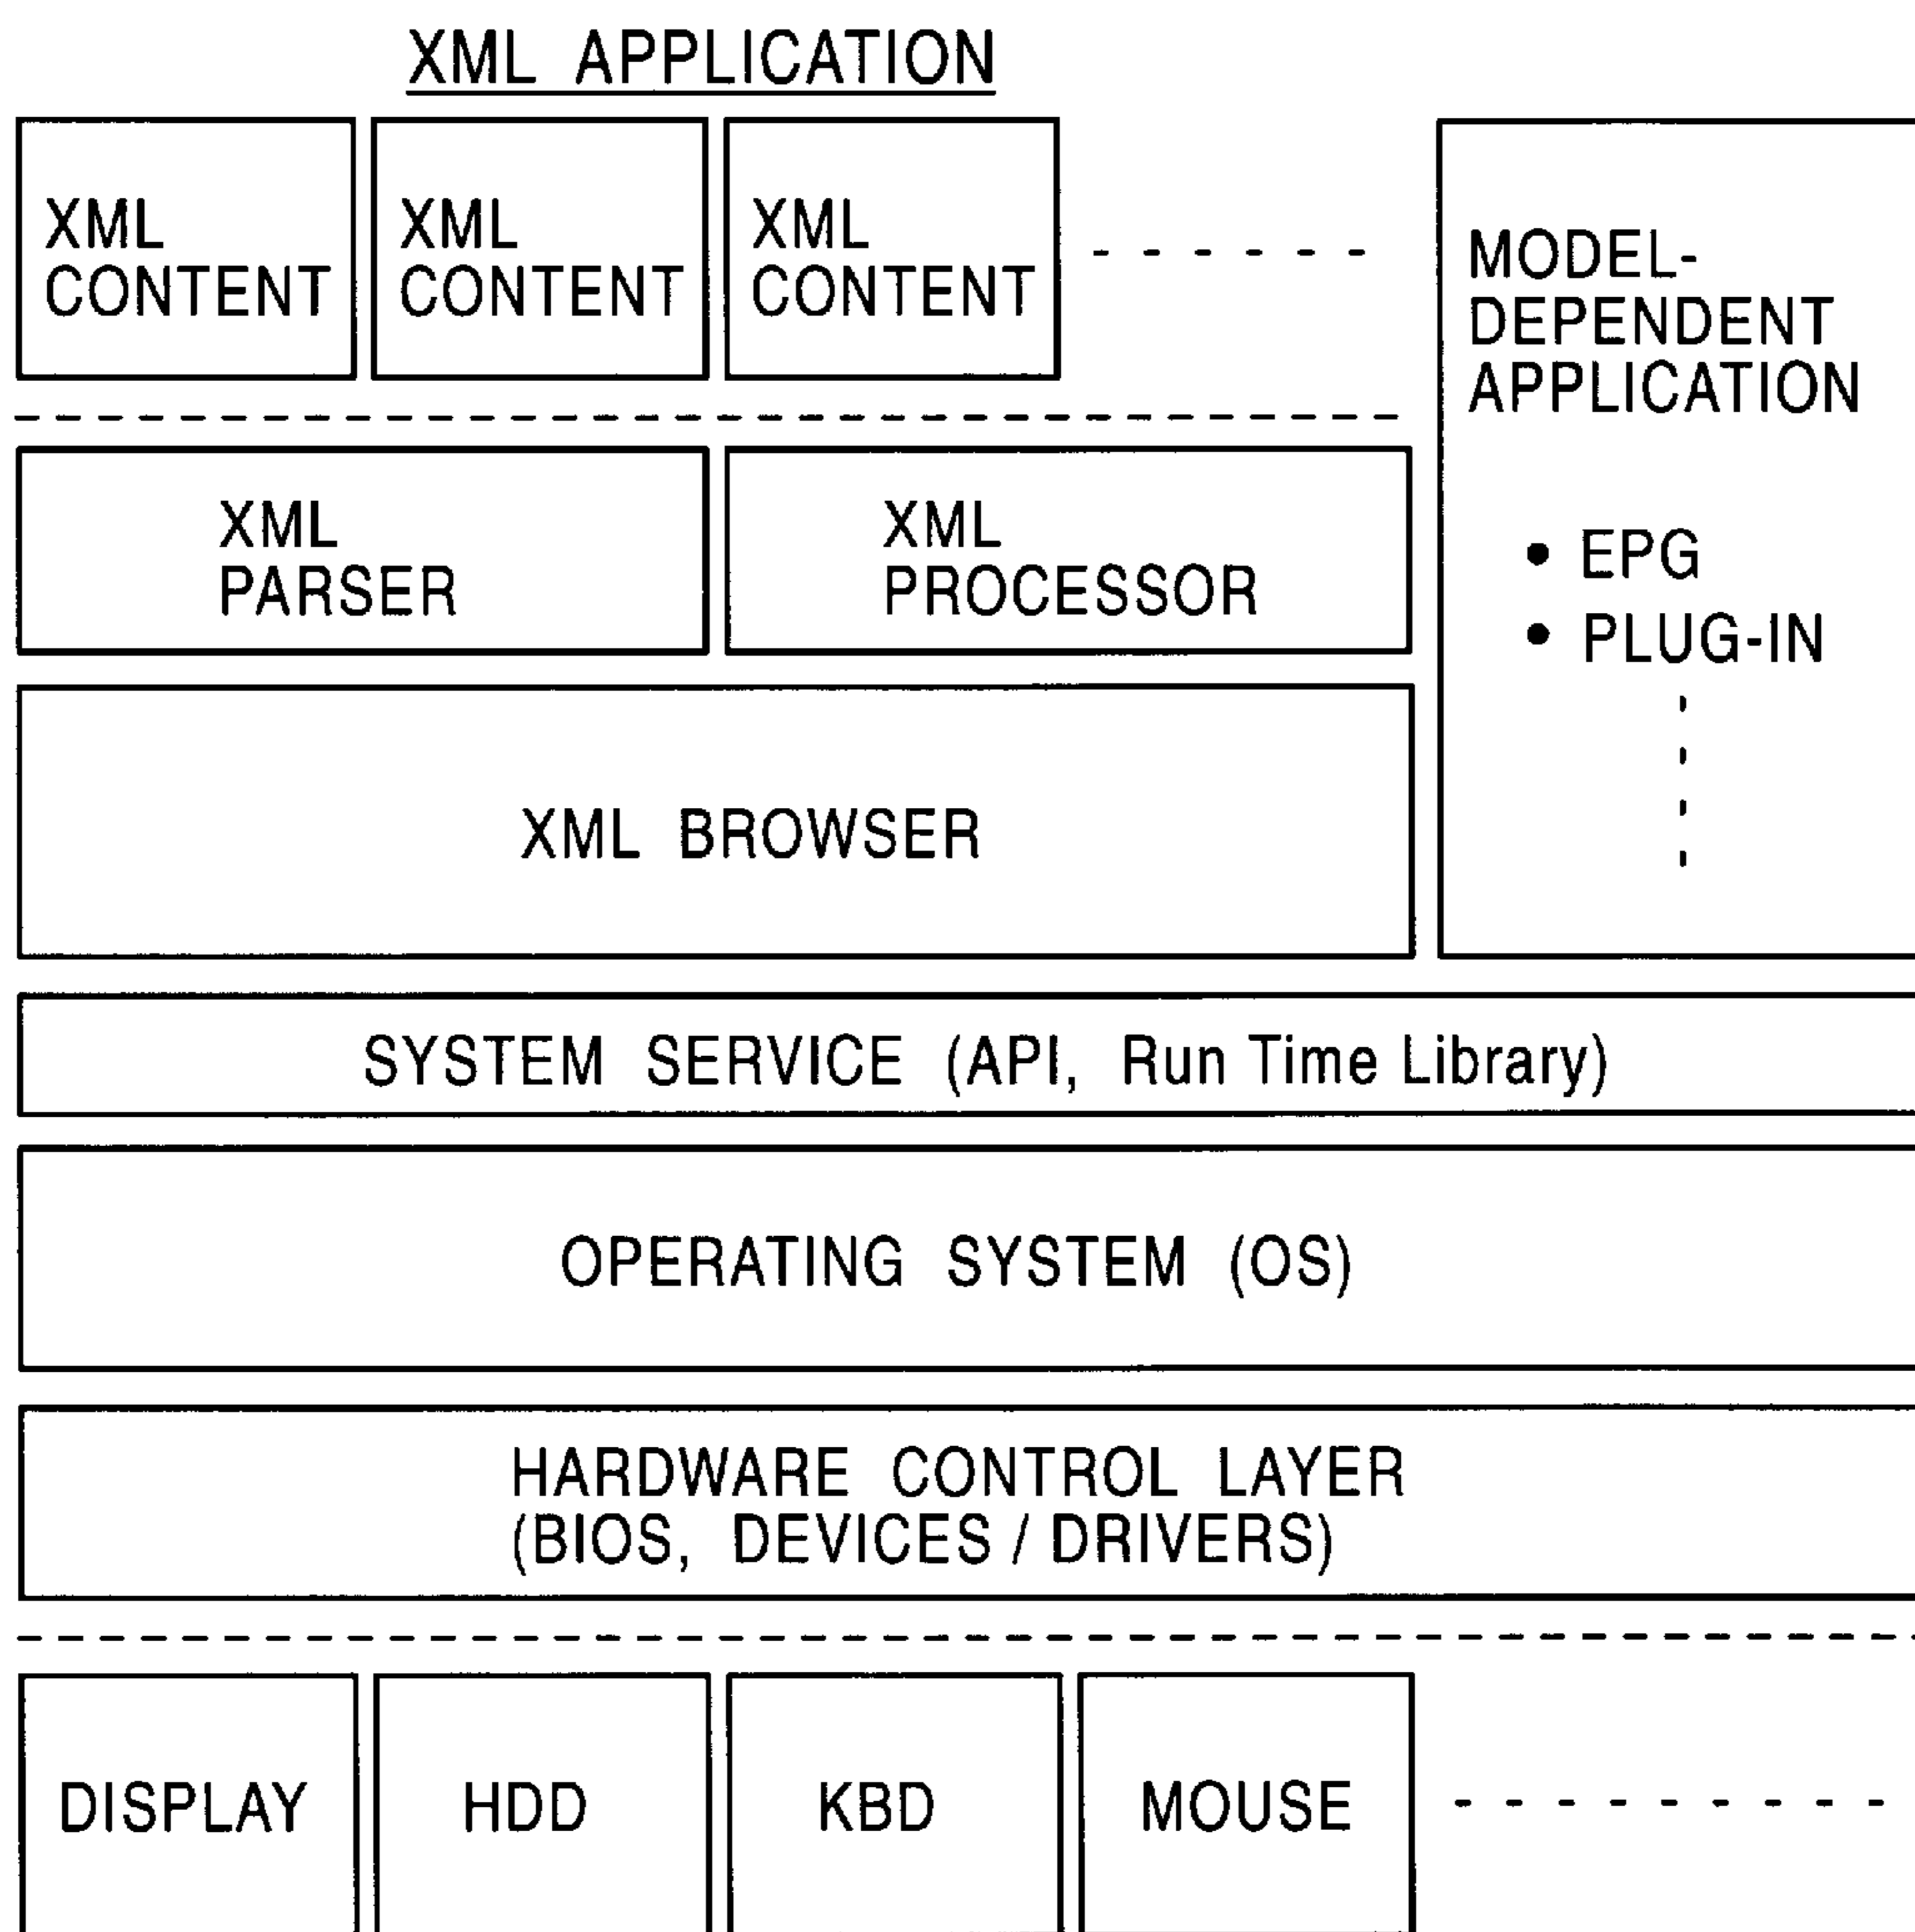 XML APPLICATION
XML
CONTENT
XML
CONTENT
XML
CONTENT
MODEL-
DEPENDENT
APPLICATION
• EPG
• PLUG-IN
XML
PARSER
XML
PROCESSOR
XML BROWSER
SYSTEM SERVICE (API, Run Time Library)
OPERATING SYSTEM (OS)
HARDWARE CONTROL LAYER
(BIOS, DEVICES / DRIVERS)
DISPLAY
HDD
KBD
MOUSE